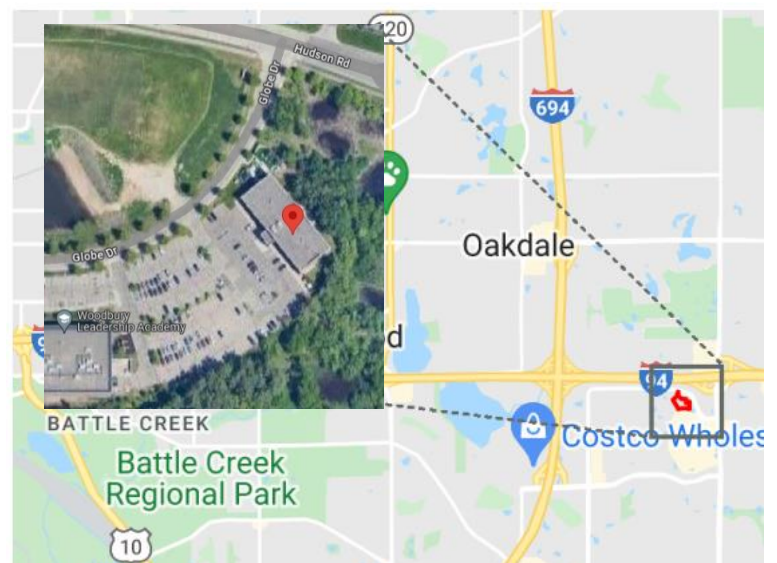 120
Hudson Rd
Globe Dr
694
Globe Dr
Oakdale
Woodbury
Leadership Academy
9
d
94
BATTLE CREEK
Costco Wholes
Battle Creek
Regional Park
10